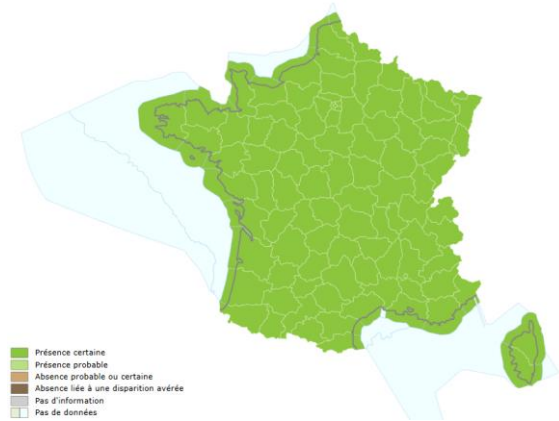 Présence certaine
Présence probable
Absence probable ou certaine
Absence liée à une disparition avérée
Pas d'information
Pas de données